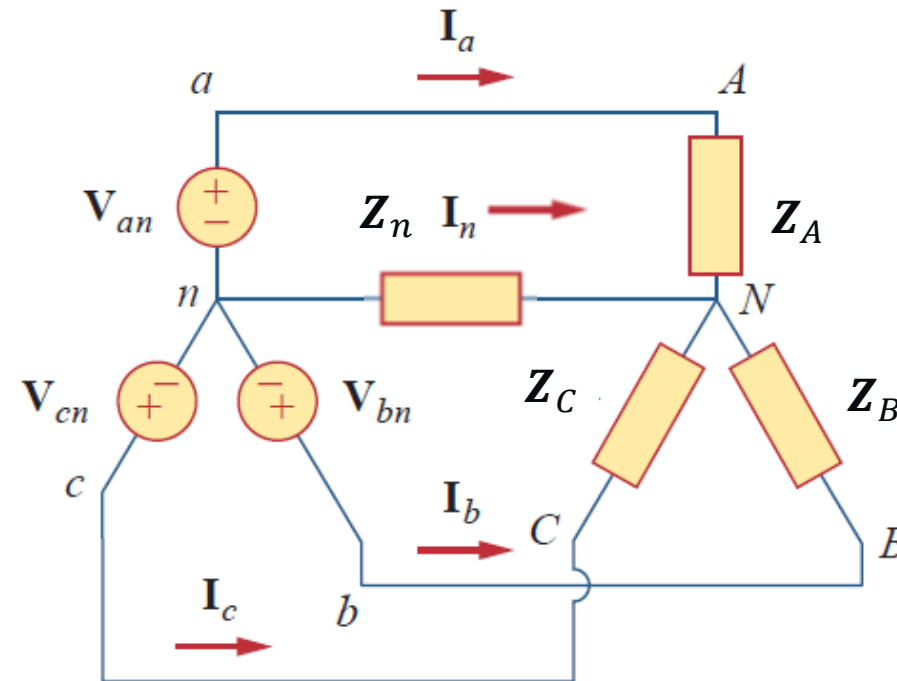 I_a
a A
+
−
V_an Z_n I_n Z_A
n N
V_cn − + − + V_bn Z_C Z_B
c
I_b C B
I_c b